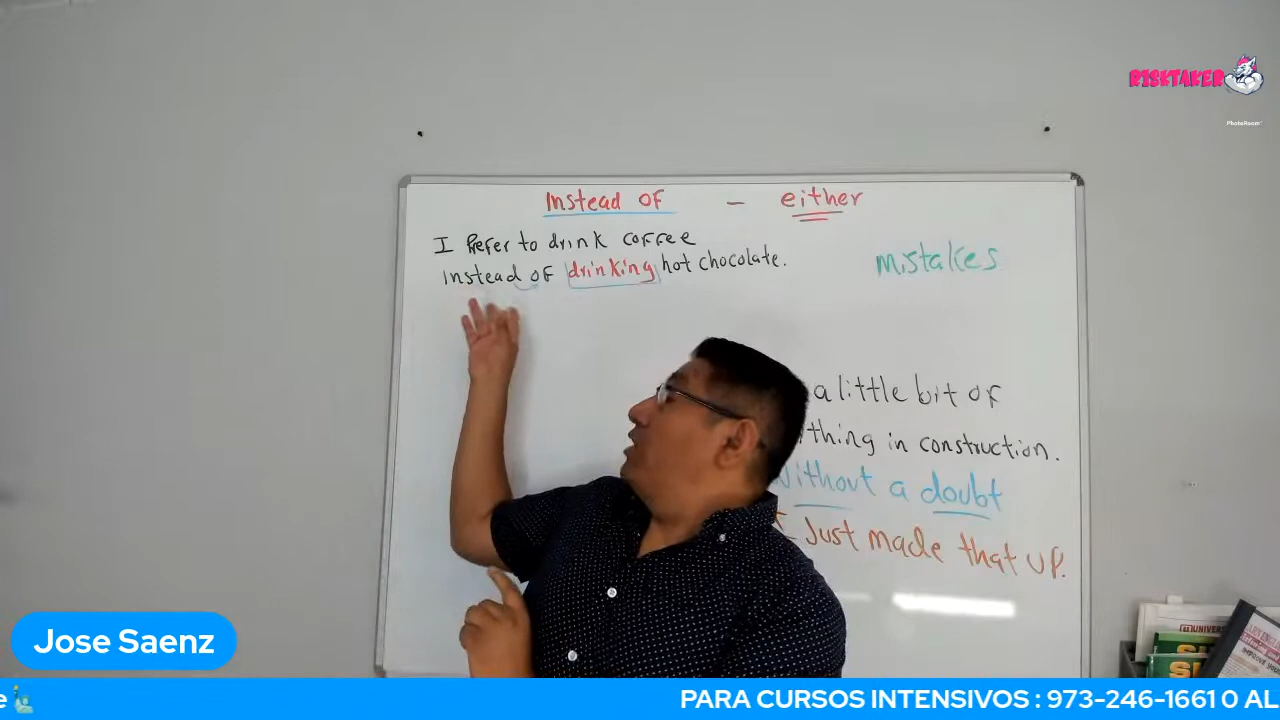 RISKTAKER
PhotoRoom
Instead of - either
I Prefer to drink coffee
instead of drinking hot chocolate.
mistakes
a little bit of
thing in construction.
Without a doubt
I Just made that up.
Jose Saenz
PARA CURSOS INTENSIVOS : 973-246-1661 O AL